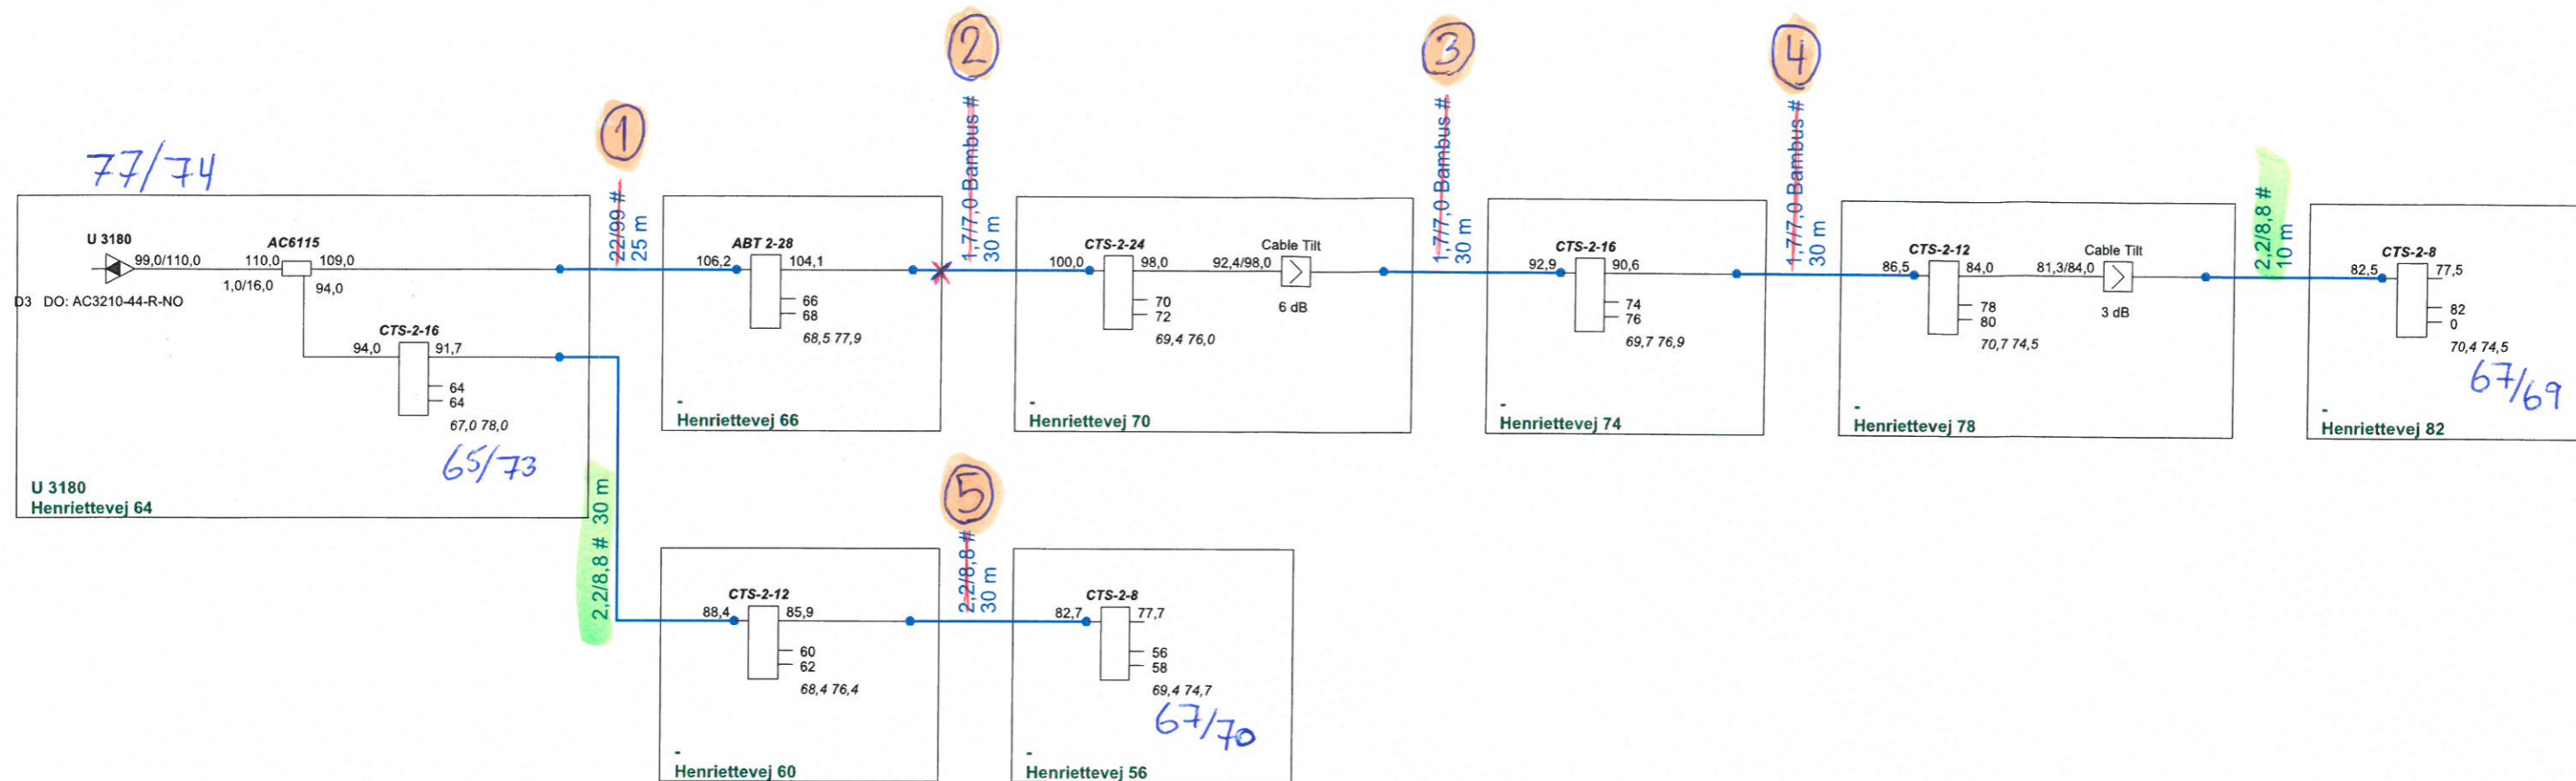 77/74
U 3180
99,0/110,0
AC6115
110,0
109,0
1,0/16,0
94,0
D3 DO: AC3210-44-R-NO
CTS-2-16
94,0
91,7
64
64
67,0 78,0
65/73
U 3180
Henriettevej 64
1
22/99 #
25 m
ABT 2-28
106,2
104,1
66
68
68,5 77,9
-
Henriettevej 66
2
1,7/7,0 Bambus #
30 m
CTS-2-24
100,0
98,0
70
72
69,4 76,0
Cable Tilt
92,4/98,0
6 dB
-
Henriettevej 70
3
1,7/7,0 Bambus #
30 m
CTS-2-16
92,9
90,6
74
76
69,7 76,9
-
Henriettevej 74
4
1,7/7,0 Bambus #
30 m
CTS-2-12
86,5
84,0
78
80
70,7 74,5
Cable Tilt
81,3/84,0
3 dB
-
Henriettevej 78
2,2/8,8 #
10 m
CTS-2-8
82,5
77,5
82
0
70,4 74,5
67/69
-
Henriettevej 82
2,2/8,8 # 30 m
CTS-2-12
88,4
85,9
60
62
68,4 76,4
-
Henriettevej 60
5
2,2/8,8 #
30 m
CTS-2-8
82,7
77,7
56
58
69,4 74,7
67/70
-
Henriettevej 56